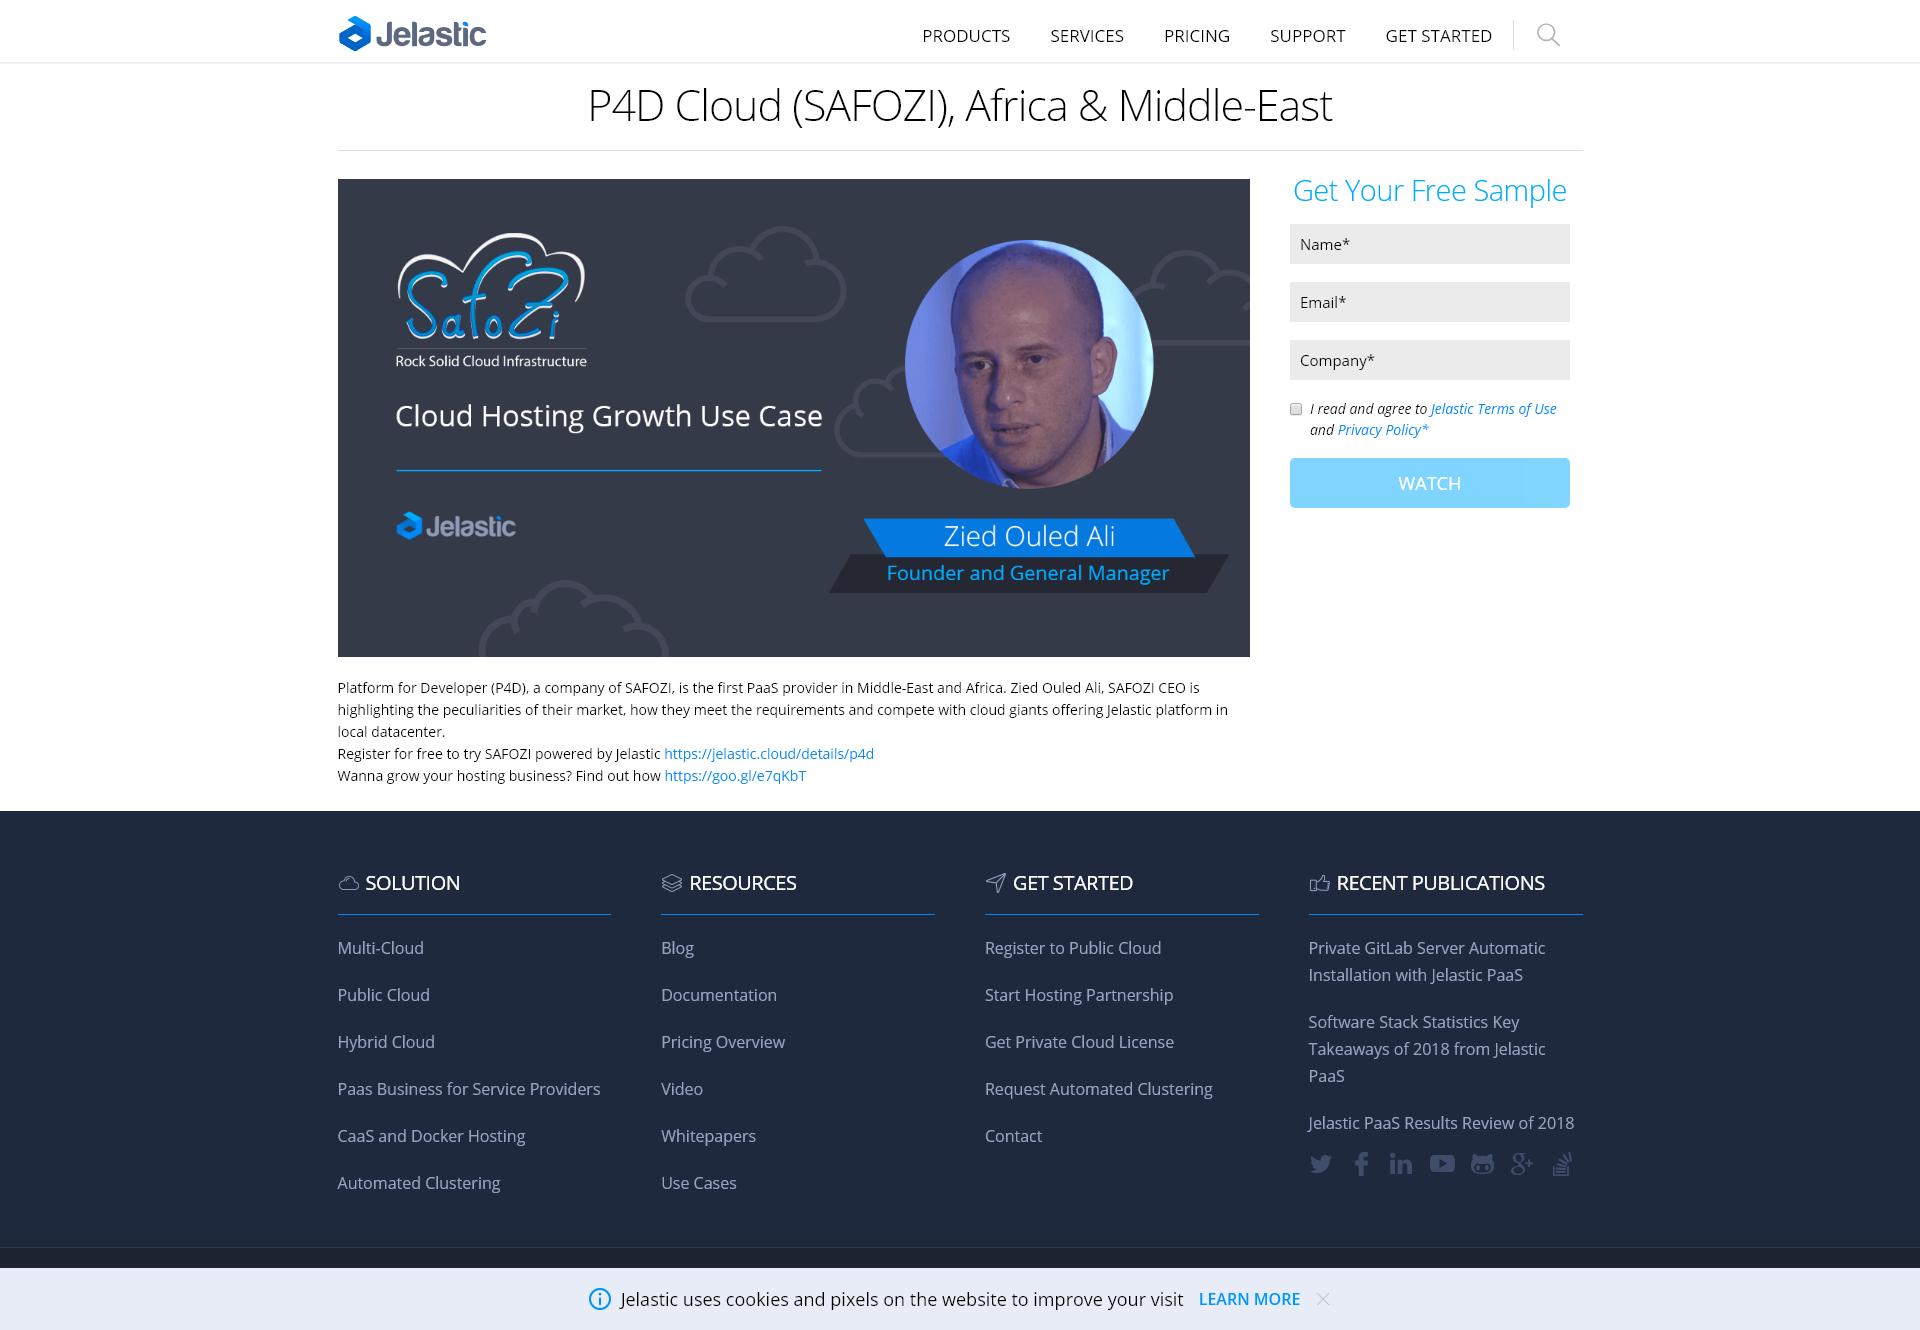 Jelastic
PRODUCTS SERVICES PRICING SUPPORT GET STARTED
P4D Cloud (SAFOZI), Africa & Middle-East
SafoZi
Rock Solid Cloud Infrastructure
Cloud Hosting Growth Use Case
Jelastic
Zied Ouled Ali
Founder and General Manager
Get Your Free Sample
Name*
Email*
Company*
I read and agree to Jelastic Terms of Use
and Privacy Policy*
WATCH
Platform for Developer (P4D), a company of SAFOZI, is the first PaaS provider in Middle-East and Africa. Zied Ouled Ali, SAFOZI CEO is
highlighting the peculiarities of their market, how they meet the requirements and compete with cloud giants offering Jelastic platform in
local datacenter.
Register for free to try SAFOZI powered by Jelastic https://jelastic.cloud/details/p4d
Wanna grow your hosting business? Find out how https://goo.gl/e7qKbT
SOLUTION
Multi-Cloud
Public Cloud
Hybrid Cloud
Paas Business for Service Providers
CaaS and Docker Hosting
Automated Clustering
RESOURCES
Blog
Documentation
Pricing Overview
Video
Whitepapers
Use Cases
GET STARTED
Register to Public Cloud
Start Hosting Partnership
Get Private Cloud License
Request Automated Clustering
Contact
RECENT PUBLICATIONS
Private GitLab Server Automatic
Installation with Jelastic PaaS
Software Stack Statistics Key
Takeaways of 2018 from Jelastic
PaaS
Jelastic PaaS Results Review of 2018
Jelastic uses cookies and pixels on the website to improve your visit LEARN MORE